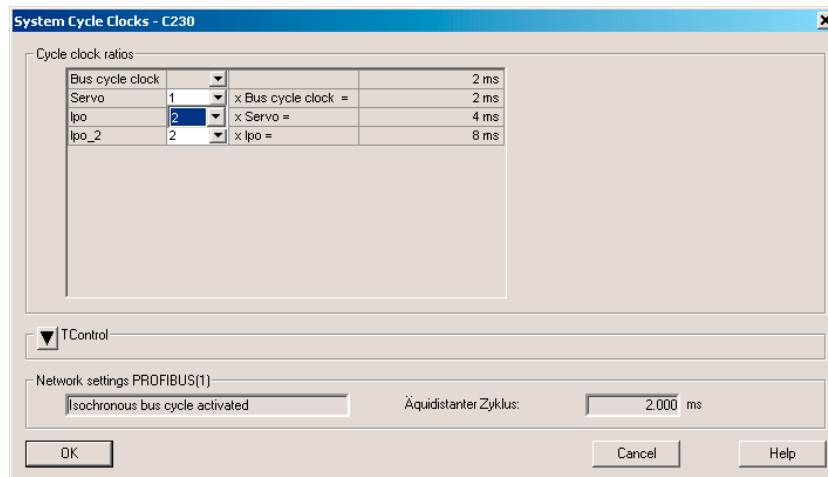 System Cycle Clocks - C230
Cycle clock ratios
Bus cycle clock 2 ms
Servo 1 x Bus cycle clock = 2 ms
Ipo 2 x Servo = 4 ms
Ipo_2 2 x Ipo = 8 ms
TControl
Network settings PROFIBUS(1)
Isochronous bus cycle activated Äquidistanter Zyklus: 2.000 ms
OK Cancel Help